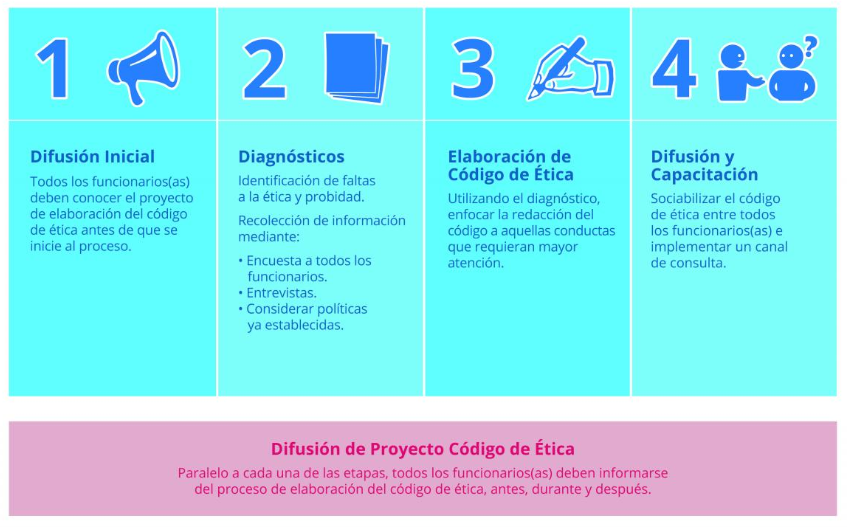 1
Difusión Inicial
Todos los funcionarios(as)
deben conocer el proyecto
de elaboración del código
de ética antes de que se
inicie al proceso.
2
Diagnósticos
Identificación de faltas
a la ética y probidad.
Recolección de información
mediante:
• Encuesta a todos los
funcionarios.
• Entrevistas.
• Considerar políticas
ya establecidas.
3
Elaboración de
Código de Ética
Utilizando el diagnóstico,
enfocar la redacción del
código a aquellas conductas
que requieran mayor
atención.
4
?
Difusión y
Capacitación
Sociabilizar el código
de ética entre todos
los funcionarios(as) e
implementar un canal
de consulta.
Difusión de Proyecto Código de Ética
Paralelo a cada una de las etapas, todos los funcionarios(as) deben informarse
del proceso de elaboración del código de ética, antes, durante y después.